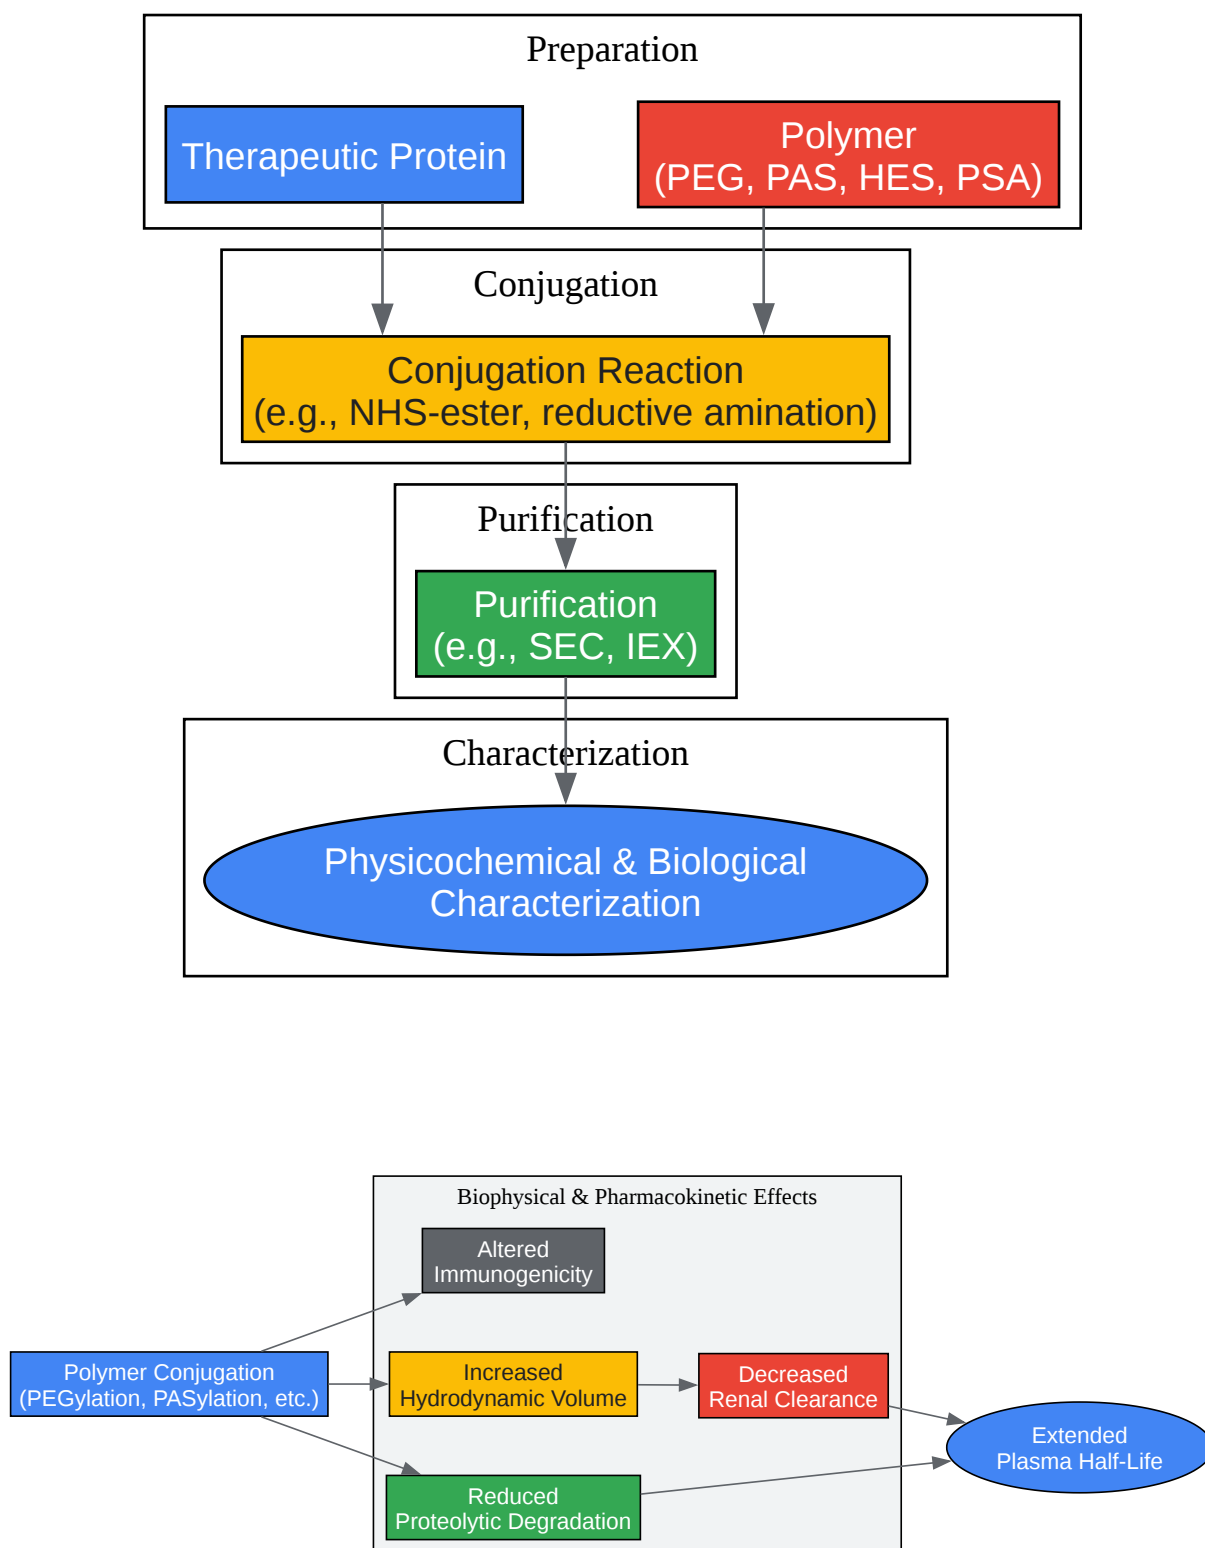 Preparation
Therapeutic Protein
Polymer
(PEG, PAS, HES, PSA)
Conjugation
Conjugation Reaction
(e.g., NHS-ester, reductive amination)
Purification
Purification
(e.g., SEC, IEX)
Characterization
Physicochemical & Biological
Characterization
Biophysical & Pharmacokinetic Effects
Altered
Immunogenicity
Polymer Conjugation
(PEGylation, PASylation, etc.)
Increased
Hydrodynamic Volume
Decreased
Renal Clearance
Extended
Plasma Half-Life
Reduced
Proteolytic Degradation